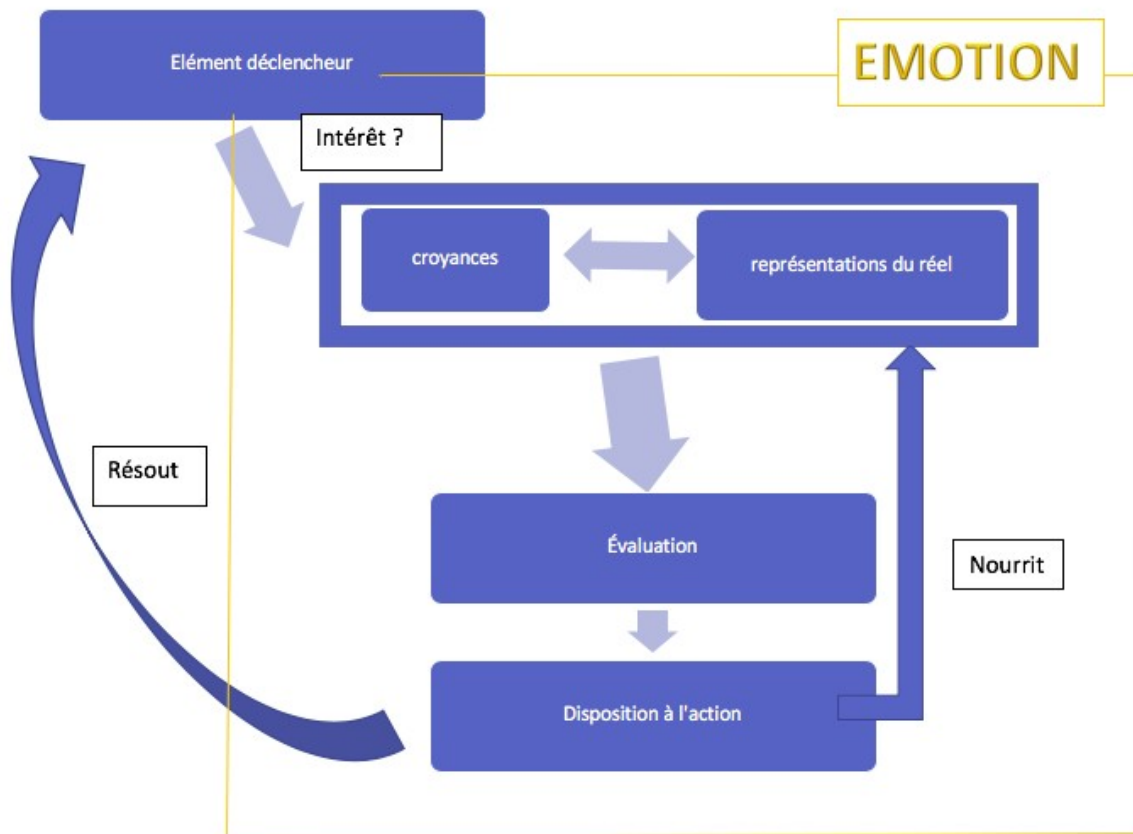 Elément déclencheur
EMOTION
Intérêt ?
croyances
représentations du réel
Résout
Évaluation
Nourrit
Disposition à l'action